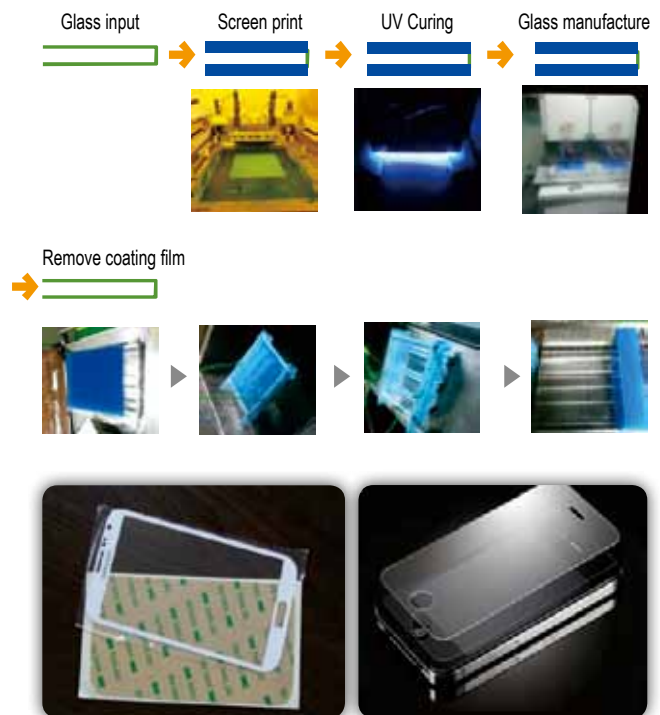 Glass input
Screen print
UV Curing
Glass manufacture
Remove coating film